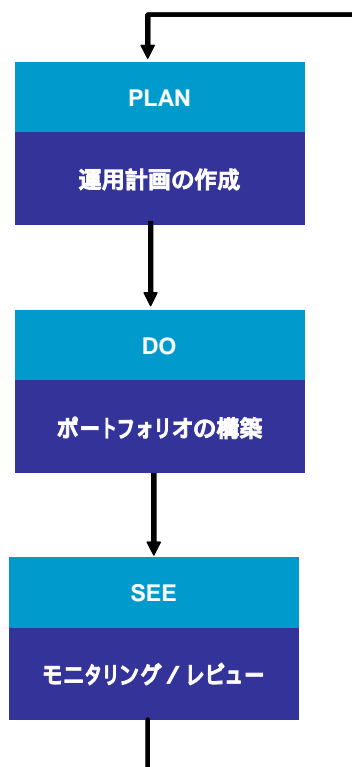 PLAN
運用計画の作成
DO
ポートフォリオの構築
SEE
モニタリング / レビュー